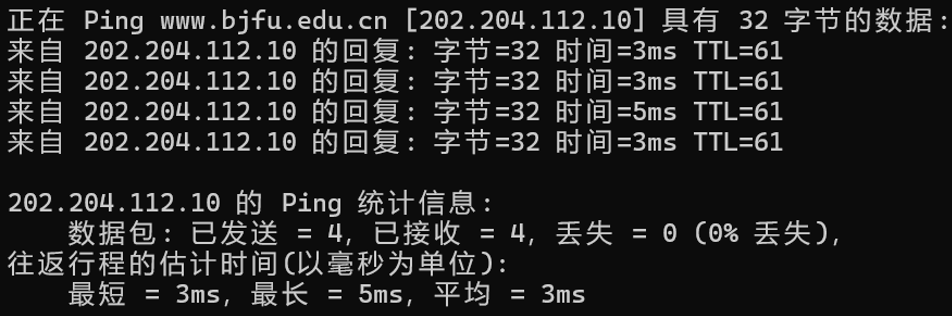 正在 Ping www.bjfu.edu.cn [202.204.112.10] 具有 32 字节的数据:
来自 202.204.112.10 的回复: 字节=32 时间=3ms TTL=61
来自 202.204.112.10 的回复: 字节=32 时间=3ms TTL=61
来自 202.204.112.10 的回复: 字节=32 时间=5ms TTL=61
来自 202.204.112.10 的回复: 字节=32 时间=3ms TTL=61
202.204.112.10 的 Ping 统计信息:
数据包: 已发送 = 4, 已接收 = 4, 丢失 = 0 (0% 丢失),
往返行程的估计时间(以毫秒为单位):
最短 = 3ms, 最长 = 5ms, 平均 = 3ms